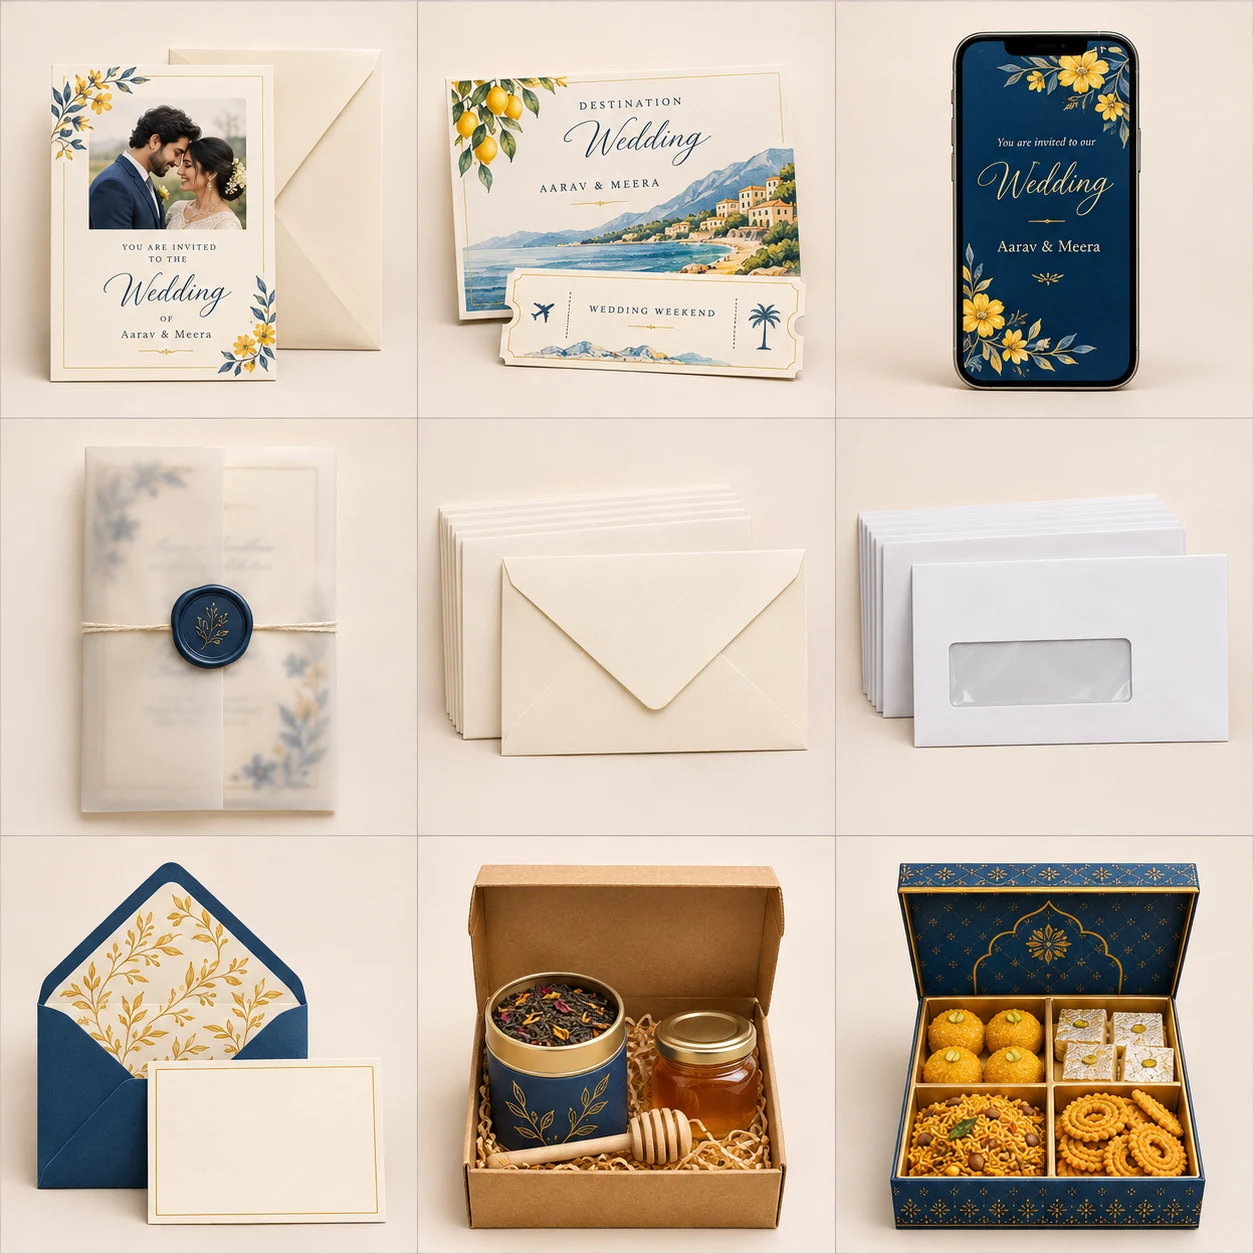 YOU ARE INVITED
TO THE
Wedding
OF
Aarav & Meera
DESTINATION
Wedding
AARAV & MEERA
WEDDING WEEKEND
You are invited to our
Wedding
Aarav & Meera